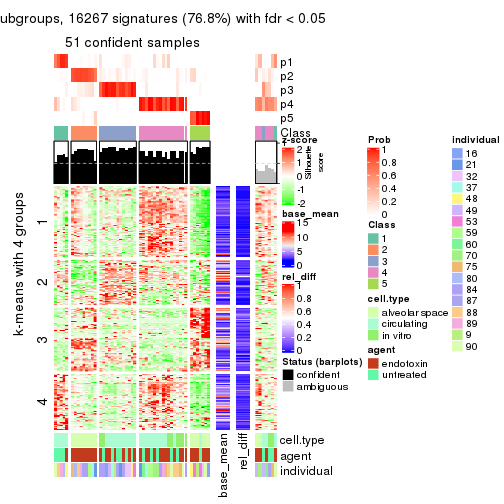 ubgroups, 16267 signatures (76.8%) with fdr < 0.05
51 confident samples
p1
p2
p3
p4
p5
Class
z-score
2
1
0
-1
-2
Silhouette
score
base_mean
15
10
5
0
rel_diff
1
0.8
0.6
0.4
0.2
0
Status (barplots)
confident
ambiguous
Prob
1
0.8
0.6
0.4
0.2
0
Class
1
2
3
4
5
cell.type
alveolar space
circulating
in vitro
agent
endotoxin
untreated
individual
16
21
32
37
48
49
53
59
60
70
75
80
84
87
88
89
9
90
k-means with 4 groups
1
2
3
4
cell.type
agent
individual
base_mean
rel_diff